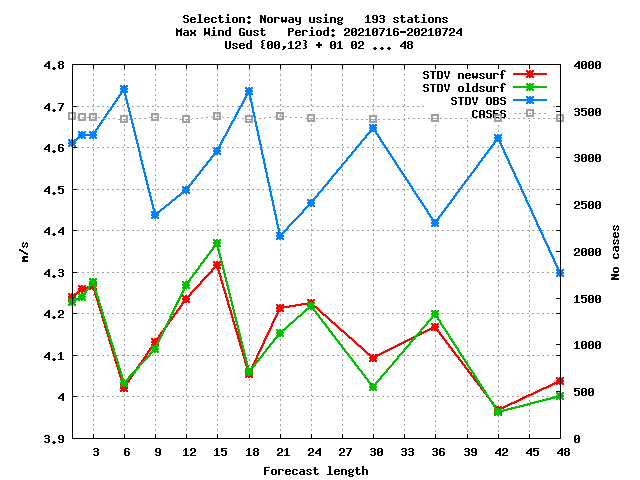 Selection: Norway using   193 stations
Max Wind Gust   Period: 20210716-20210724
Used {00,12} + 01 02 ... 48
STDV newsurf
STDV oldsurf
STDV OBS
CASES
4.8
4.7
4.6
4.5
4.4
4.3
4.2
4.1
4
3.9
m/s
4000
3500
3000
2500
2000
1500
1000
500
0
No cases
3 6 9 12 15 18 21 24 27 30 33 36 39 42 45 48
Forecast length